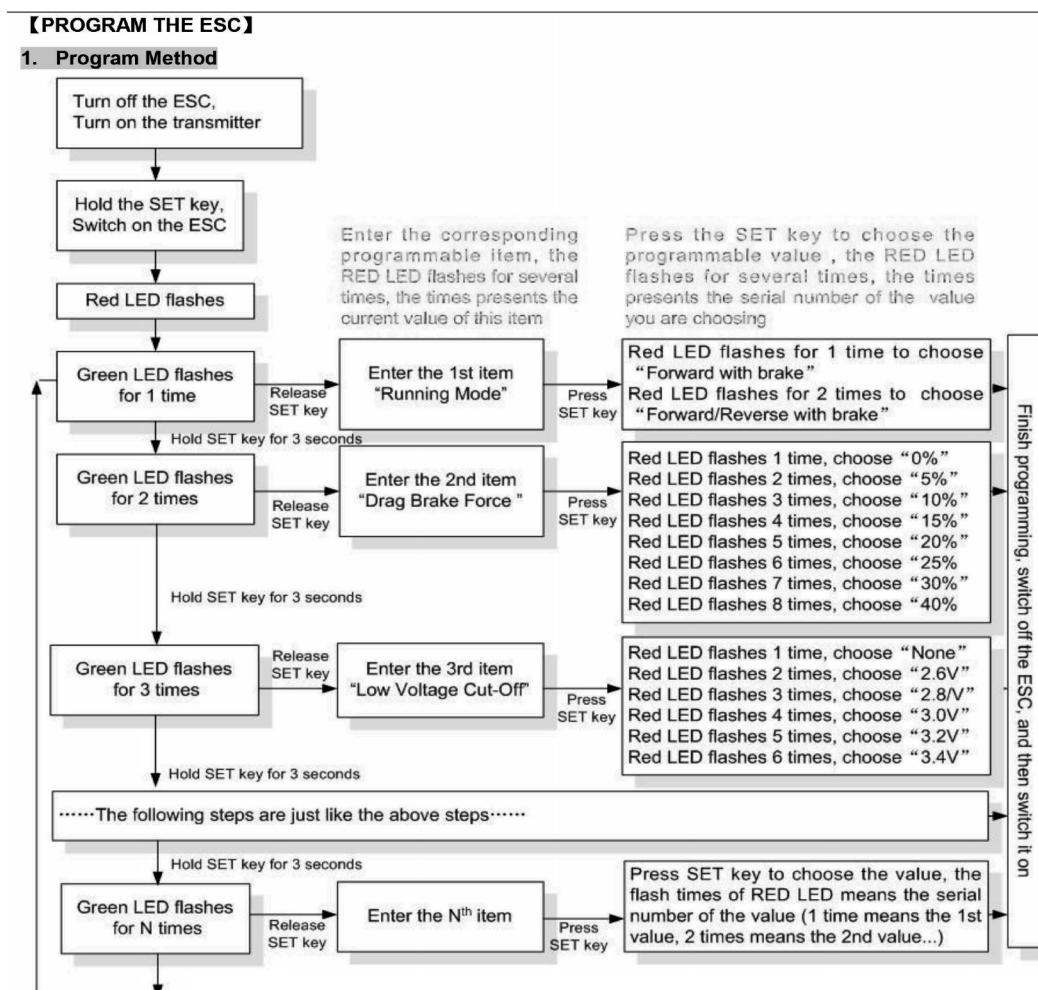 【PROGRAM THE ESC】
1. Program Method
Turn off the ESC,
Turn on the transmitter
Hold the SET key,
Switch on the ESC
Enter the corresponding
programmable item, the
RED LED flashes for several
times, the times presents the
current value of this item
Press the SET key to choose the
programmable value , the RED LED
flashes for several times, the times
presents the serial number of the value
you are choosing
Red LED flashes
Green LED flashes
for 1 time
Release
SET key
Enter the 1st item
“Running Mode”
Press
SET key
Red LED flashes for 1 time to choose
“Forward with brake”
Red LED flashes for 2 times to choose
“Forward/Reverse with brake”
Hold SET key for 3 seconds
Green LED flashes
for 2 times
Release
SET key
Enter the 2nd item
“Drag Brake Force ”
Press
SET key
Red LED flashes 1 time, choose “0%”
Red LED flashes 2 times, choose “5%”
Red LED flashes 3 times, choose “10%”
Red LED flashes 4 times, choose “15%”
Red LED flashes 5 times, choose “20%”
Red LED flashes 6 times, choose “25%
Red LED flashes 7 times, choose “30%”
Red LED flashes 8 times, choose “40%
Hold SET key for 3 seconds
Green LED flashes
for 3 times
Release
SET key
Enter the 3rd item
“Low Voltage Cut-Off”
Press
SET key
Red LED flashes 1 time, choose “None”
Red LED flashes 2 times, choose “2.6V”
Red LED flashes 3 times, choose “2.8/V”
Red LED flashes 4 times, choose “3.0V”
Red LED flashes 5 times, choose “3.2V”
Red LED flashes 6 times, choose “3.4V”
Hold SET key for 3 seconds
······The following steps are just like the above steps······
Hold SET key for 3 seconds
Green LED flashes
for N times
Release
SET key
Enter the Nth item
Press
SET key
Press SET key to choose the value, the
flash times of RED LED means the serial
number of the value (1 time means the 1st
value, 2 times means the 2nd value...)
Finish programming, switch off the ESC, and then switch it on